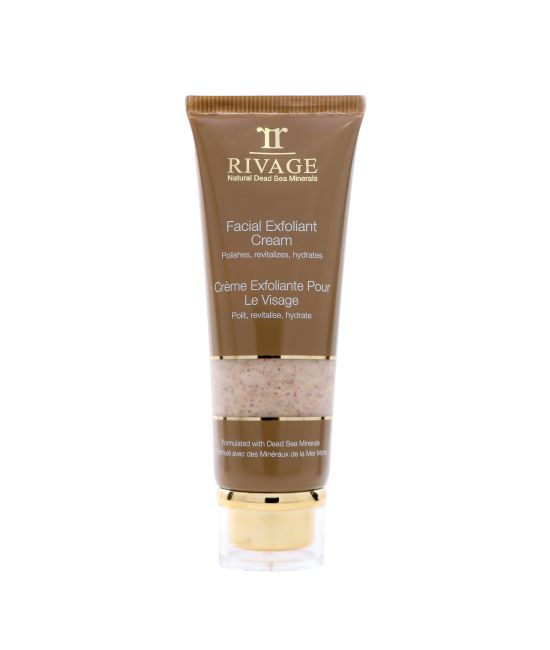 RIVAGE
Natural Dead Sea Minerals
Facial Exfoliant
Cream
Polishes, revitalizes, hydrates
Crème Exfoliante Pour
Le Visage
Polit, revitalise, hydrate
Formulated with Dead Sea Minerals
Formulé avec des Minéraux de la Mer Morte